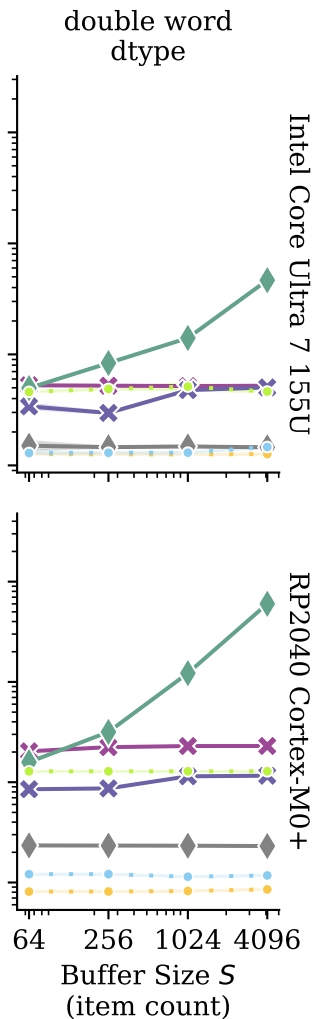 double word
dtype
Intel Core Ultra 7 155U
RP2040 Cortex-M0+
64 256 1024 4096
Buffer Size S
(item count)